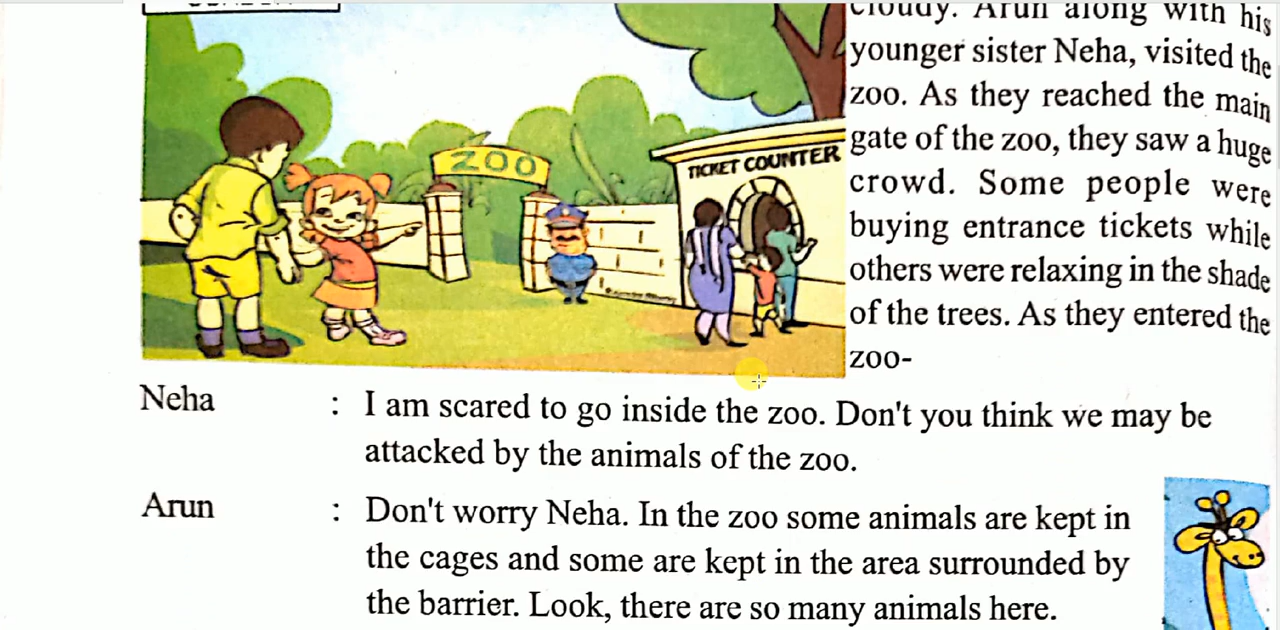 cloudy. Arun along with his
younger sister Neha, visited the
zoo. As they reached the main
gate of the zoo, they saw a huge
crowd. Some people were
buying entrance tickets while
others were relaxing in the shade
of the trees. As they entered the
zoo-
ZOO
TICKET COUNTER
Neha : I am scared to go inside the zoo. Don't you think we may be
attacked by the animals of the zoo.
Arun : Don't worry Neha. In the zoo some animals are kept in
the cages and some are kept in the area surrounded by
the barrier. Look, there are so many animals here.